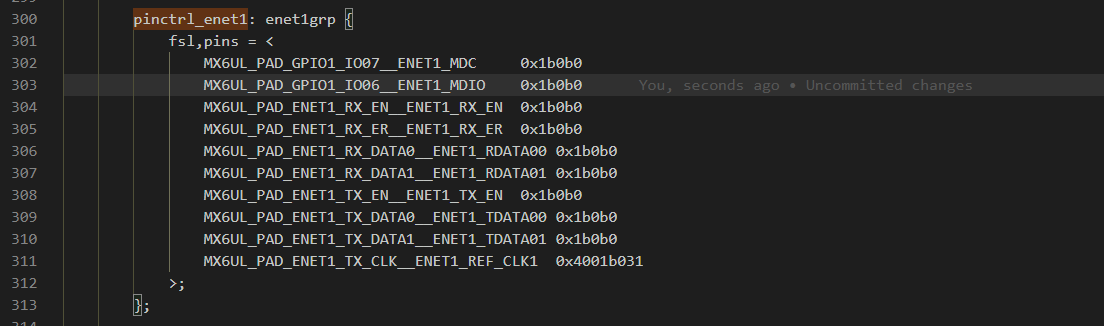 300 pinctrl_enet1: enet1grp {
301 fsl,pins = <
302 MX6UL_PAD_GPIO1_IO07__ENET1_MDC 0x1b0b0
303 MX6UL_PAD_GPIO1_IO06__ENET1_MDIO 0x1b0b0 You, seconds ago • Uncommitted changes
304 MX6UL_PAD_ENET1_RX_EN__ENET1_RX_EN 0x1b0b0
305 MX6UL_PAD_ENET1_RX_ER__ENET1_RX_ER 0x1b0b0
306 MX6UL_PAD_ENET1_RX_DATA0__ENET1_RDATA00 0x1b0b0
307 MX6UL_PAD_ENET1_RX_DATA1__ENET1_RDATA01 0x1b0b0
308 MX6UL_PAD_ENET1_TX_EN__ENET1_TX_EN 0x1b0b0
309 MX6UL_PAD_ENET1_TX_DATA0__ENET1_TDATA00 0x1b0b0
310 MX6UL_PAD_ENET1_TX_DATA1__ENET1_TDATA01 0x1b0b0
311 MX6UL_PAD_ENET1_TX_CLK__ENET1_REF_CLK1 0x4001b031
312 >;
313 };